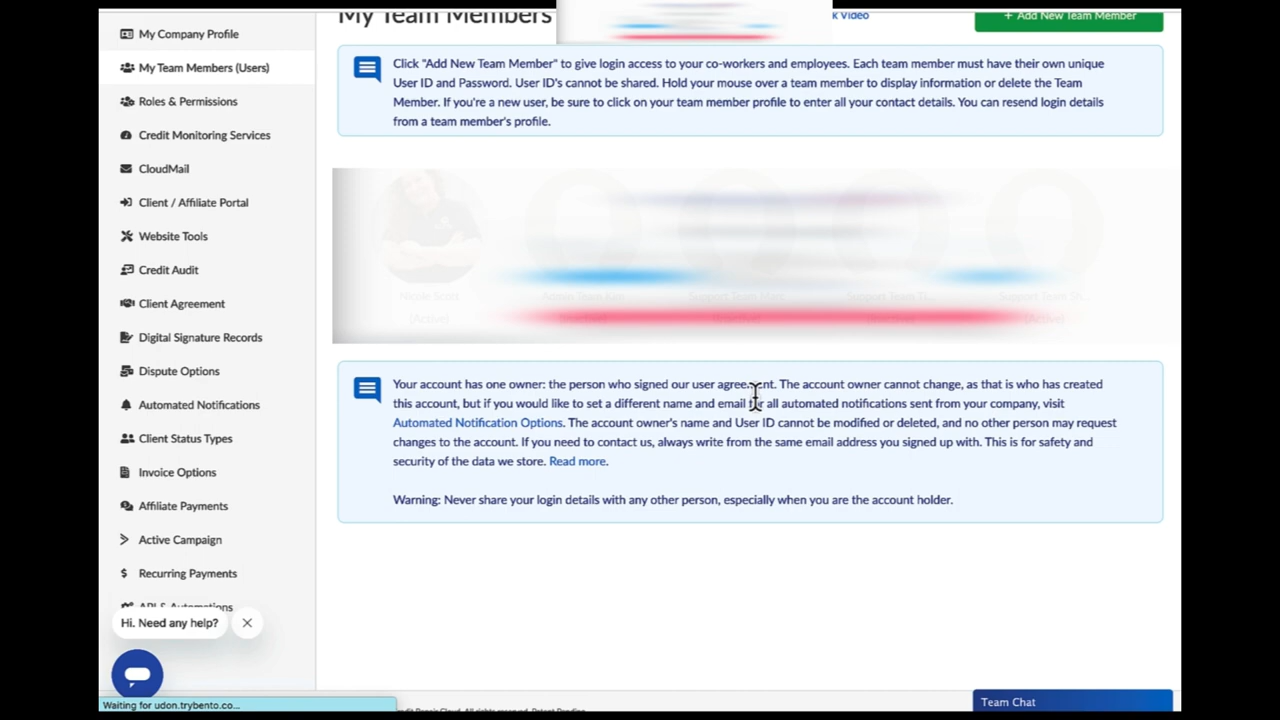 My Company Profile
My Team Members (Users)
Roles & Permissions
Credit Monitoring Services
CloudMail
Client / Affiliate Portal
Website Tools
Credit Audit
Client Agreement
Digital Signature Records
Dispute Options
Automated Notifications
Client Status Types
Invoice Options
Affiliate Payments
Active Campaign
Recurring Payments
API & Automations
Hi. Need any help?
Waiting for udon.trybento.co...
My Team Members
k Video
+ Add New Team Member
Click "Add New Team Member" to give login access to your co-workers and employees. Each team member must have their own unique
User ID and Password. User ID's cannot be shared. Hold your mouse over a team member to display information or delete the Team
Member. If you're a new user, be sure to click on your team member profile to enter all your contact details. You can resend login details
from a team member's profile.
Nicole Scott
(Active)
Your account has one owner: the person who signed our user agreement. The account owner cannot change, as that is who has created
this account, but if you would like to set a different name and email for all automated notifications sent from your company, visit
Automated Notification Options. The account owner's name and User ID cannot be modified or deleted, and no other person may request
changes to the account. If you need to contact us, always write from the same email address you signed up with. This is for safety and
security of the data we store. Read more.
Warning: Never share your login details with any other person, especially when you are the account holder.
Team Chat